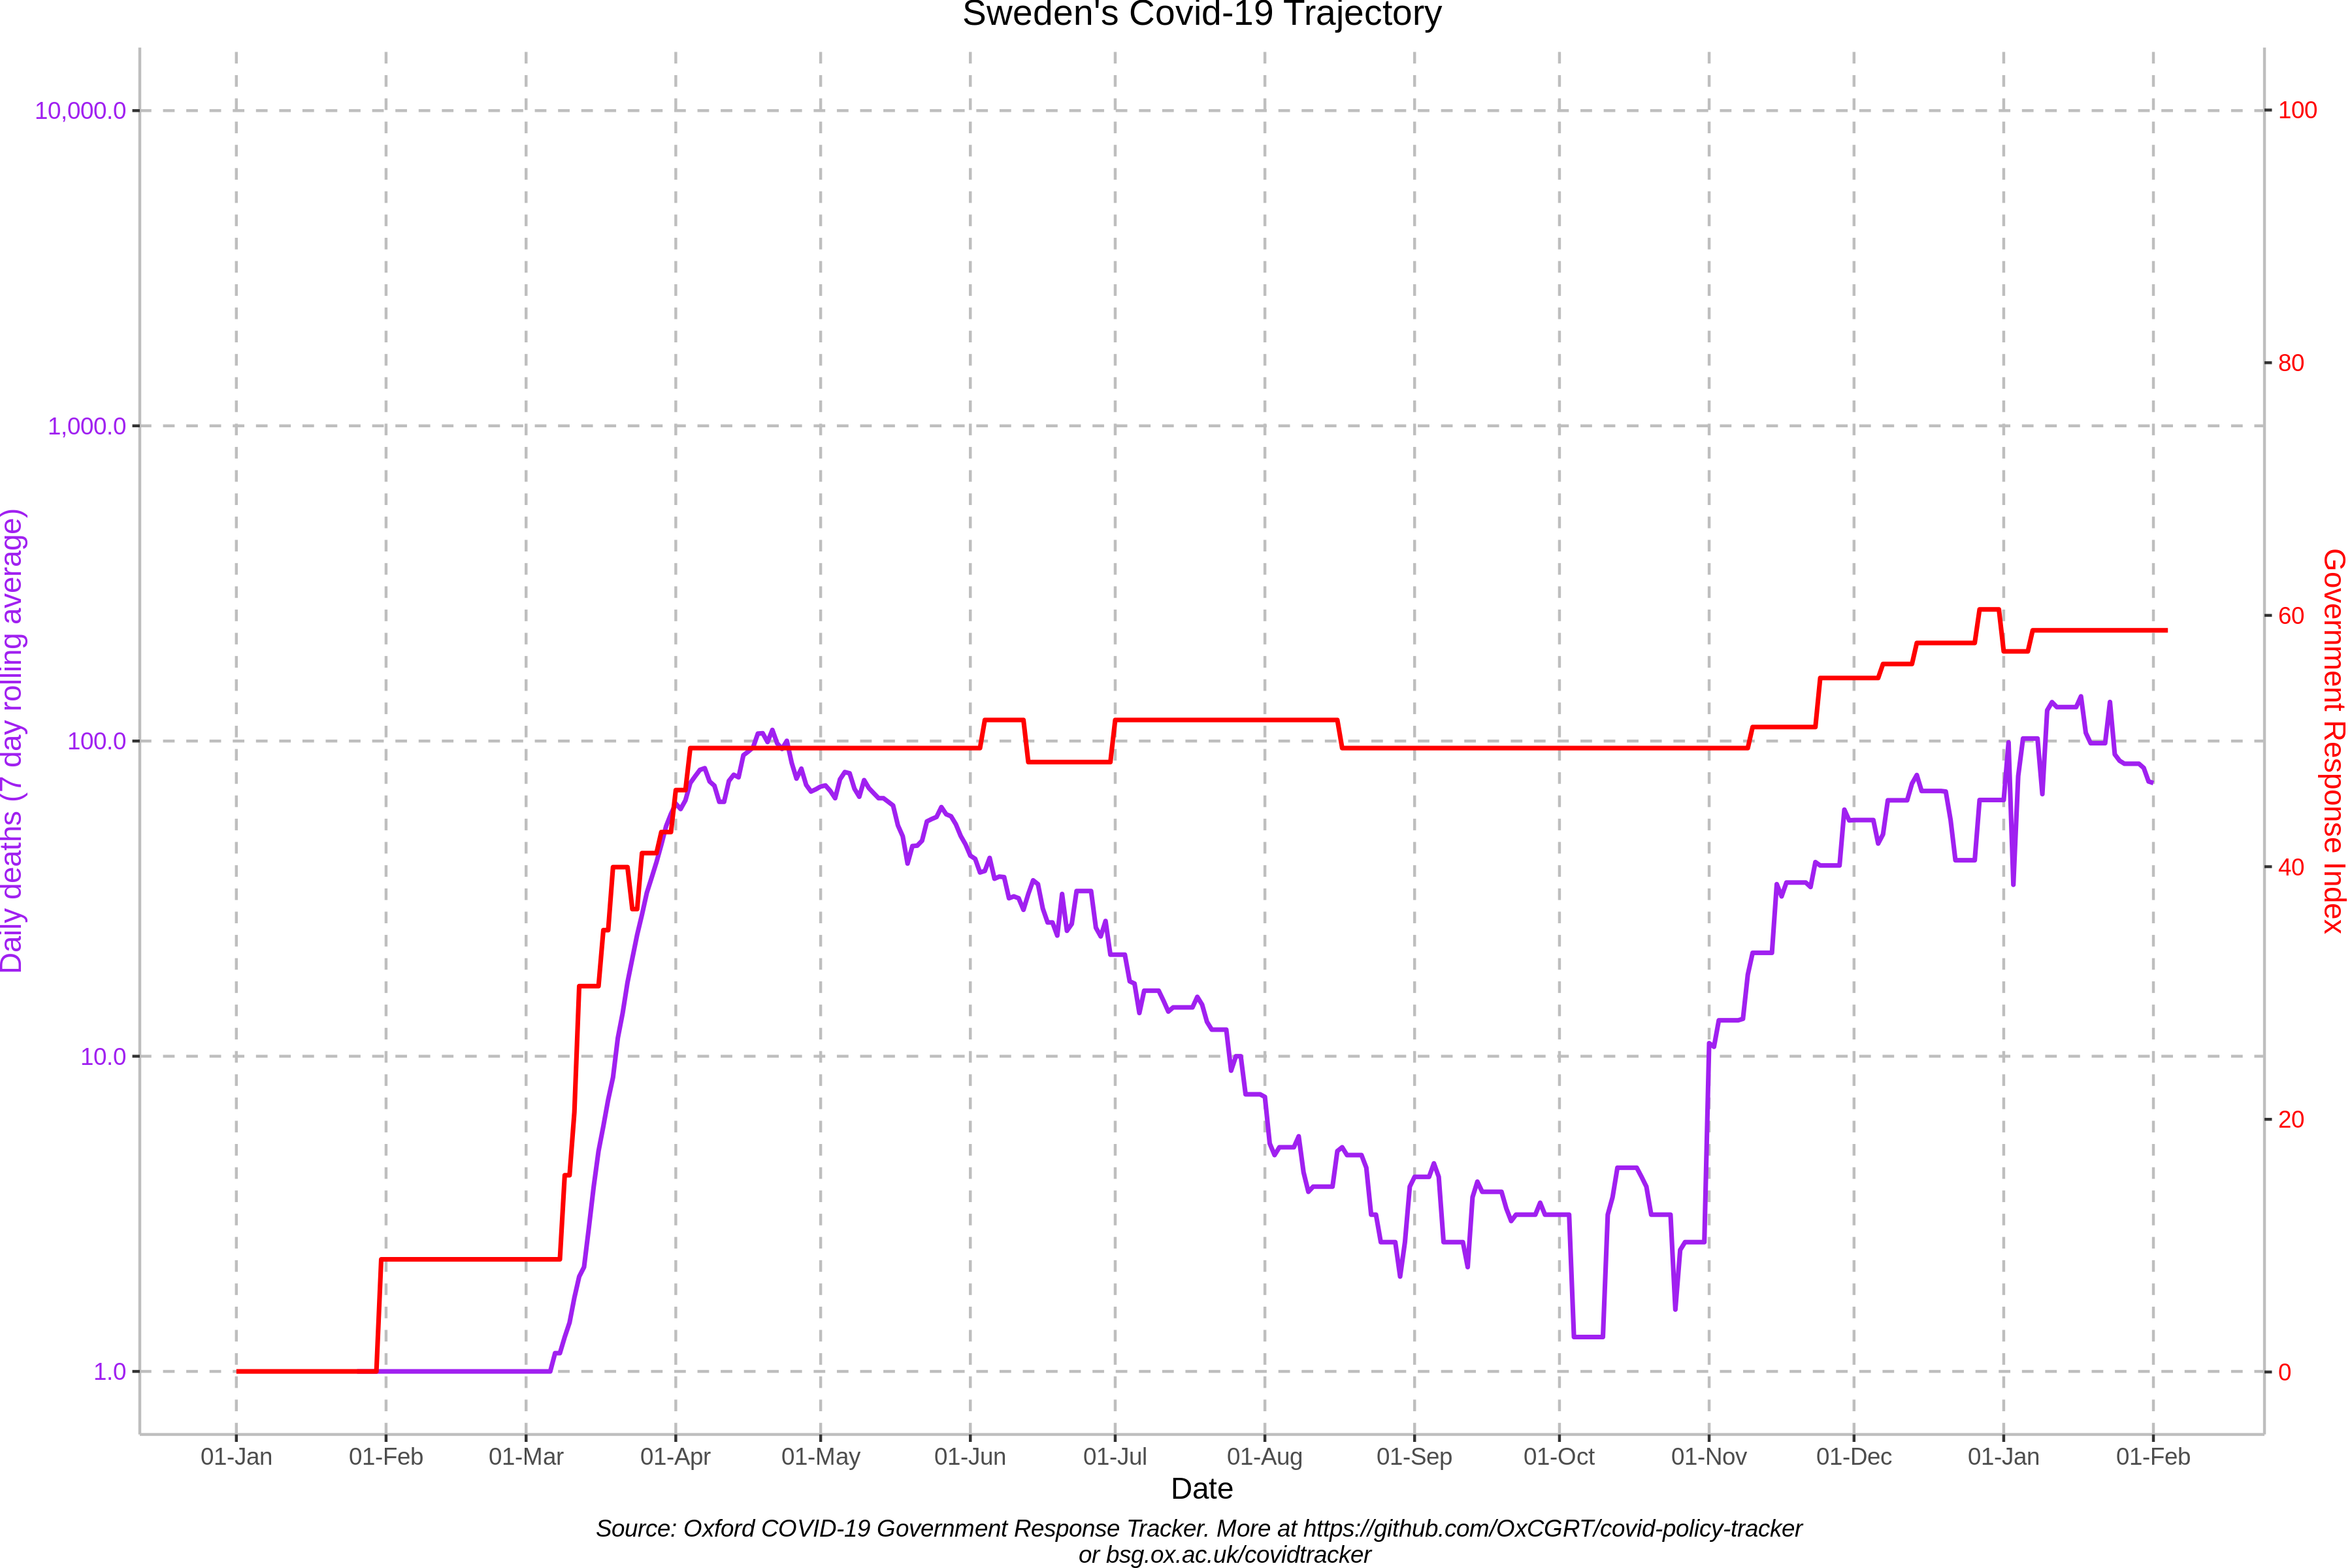 Sweden's Covid-19 Trajectory
10,000.0
1,000.0
100.0
10.0
1.0
Daily deaths (7 day rolling average)
100
80
60
40
20
0
Government Response Index
01-Jan 01-Feb 01-Mar 01-Apr 01-May 01-Jun 01-Jul 01-Aug 01-Sep 01-Oct 01-Nov 01-Dec 01-Jan 01-Feb
Date
Source: Oxford COVID-19 Government Response Tracker. More at https://github.com/OxCGRT/covid-policy-tracker
or bsg.ox.ac.uk/covidtracker